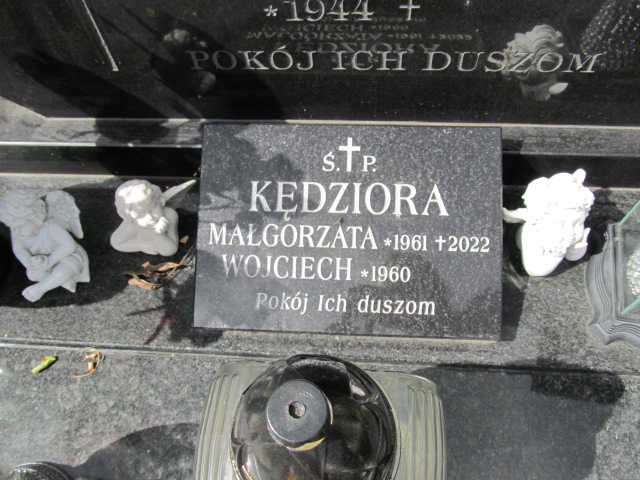 *1944 +
POKÓJ ICH DUSZOM
Ś. P.
KĘDZIORA
MAŁGORZATA *1961 +2022
WOJCIECH *1960
Pokój Ich duszom